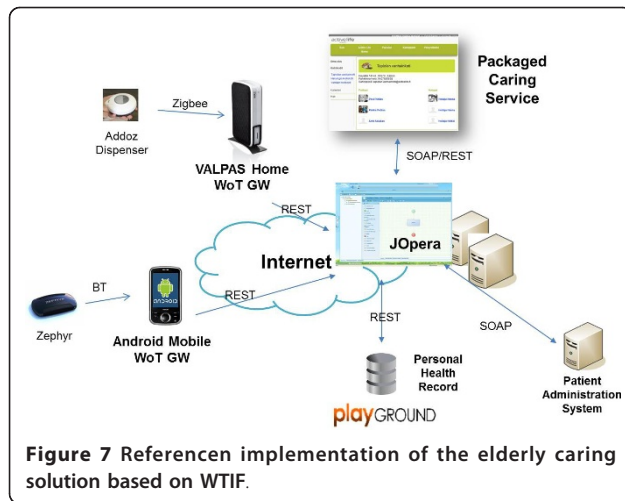 Packaged
Caring
Service
Zigbee
Addoz
Dispenser
VALPAS Home
WoT GW
SOAP/REST
REST
JOpera
Internet
BT
REST
Zephyr
Android Mobile
WoT GW
ANDROID
REST
SOAP
Personal
Health
Record
playGROUND
Patient
Administration
System
Figure 7 Referencen implementation of the elderly caring
solution based on WTIF.